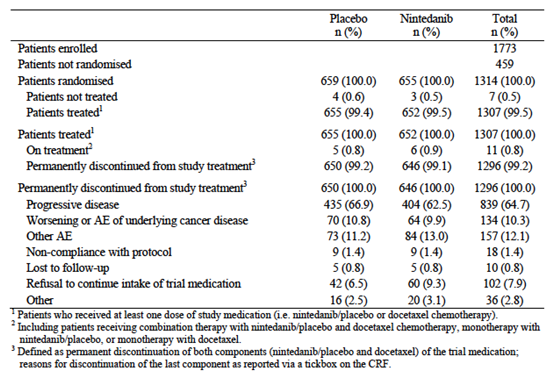 Placebo Nintedanib Total
n (%) n (%) n (%)
Patients enrolled 1773
Patients not randomised 459
Patients randomised 659 (100.0) 655 (100.0) 1314 (100.0)
Patients not treated 4 (0.6) 3 (0.5) 7 (0.5)
Patients treated¹ 655 (99.4) 652 (99.5) 1307 (99.5)
Patients treated¹ 655 (100.0) 652 (100.0) 1307 (100.0)
On treatment² 5 (0.8) 6 (0.9) 11 (0.8)
Permanently discontinued from study treatment³ 650 (99.2) 646 (99.1) 1296 (99.2)
Permanently discontinued from study treatment³ 650 (100.0) 646 (100.0) 1296 (100.0)
Progressive disease 435 (66.9) 404 (62.5) 839 (64.7)
Worsening or AE of underlying cancer disease 70 (10.8) 64 (9.9) 134 (10.3)
Other AE 73 (11.2) 84 (13.0) 157 (12.1)
Non-compliance with protocol 9 (1.4) 9 (1.4) 18 (1.4)
Lost to follow-up 5 (0.8) 5 (0.8) 10 (0.8)
Refusal to continue intake of trial medication 42 (6.5) 60 (9.3) 102 (7.9)
Other 16 (2.5) 20 (3.1) 36 (2.8)
¹ Patients who received at least one dose of study medication (i.e. nintedanib/placebo or docetaxel chemotherapy).
² Including patients receiving combination therapy with nintedanib/placebo and docetaxel chemotherapy, monotherapy with
nintedanib/placebo, or monotherapy with docetaxel.
³ Defined as permanent discontinuation of both components (nintedanib/placebo and docetaxel) of the trial medication;
reasons for discontinuation of the last component as reported via a tickbox on the CRF.